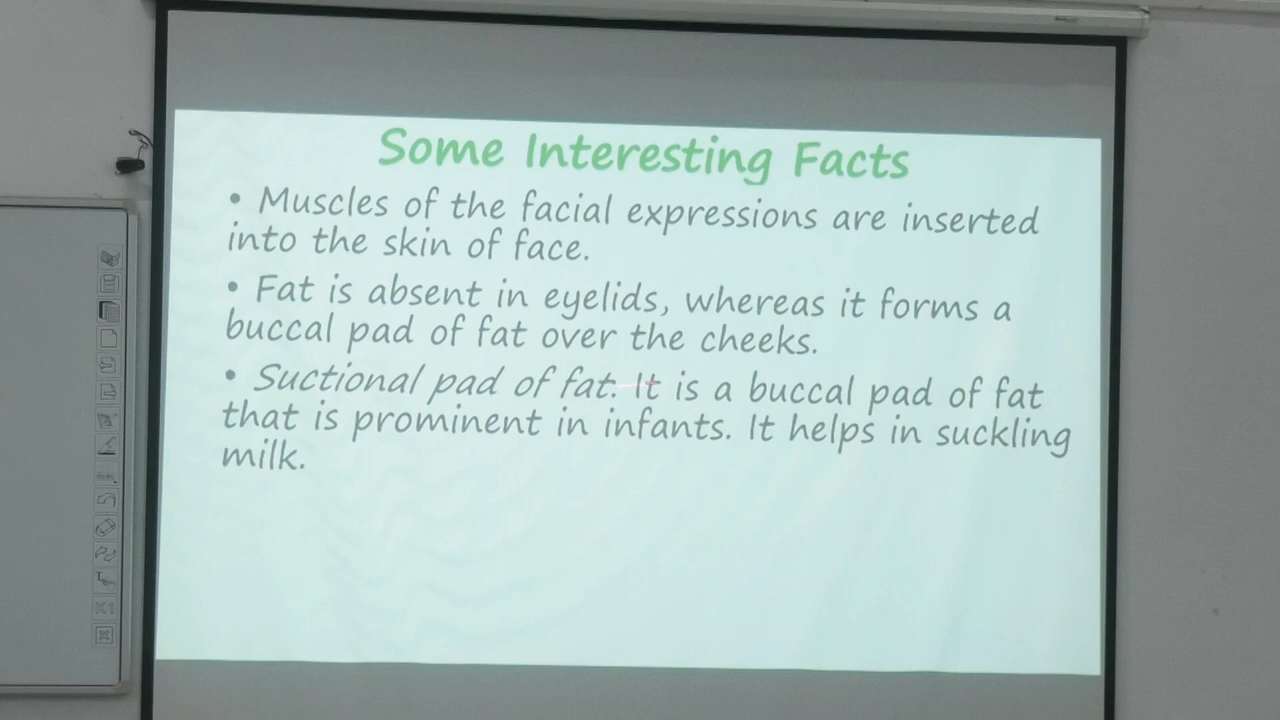 Some Interesting Facts
• Muscles of the facial expressions are inserted
into the skin of face.
• Fat is absent in eyelids, whereas it forms a
buccal pad of fat over the cheeks.
• Suctional pad of fat: It is a buccal pad of fat
that is prominent in infants. It helps in suckling
milk.
K1